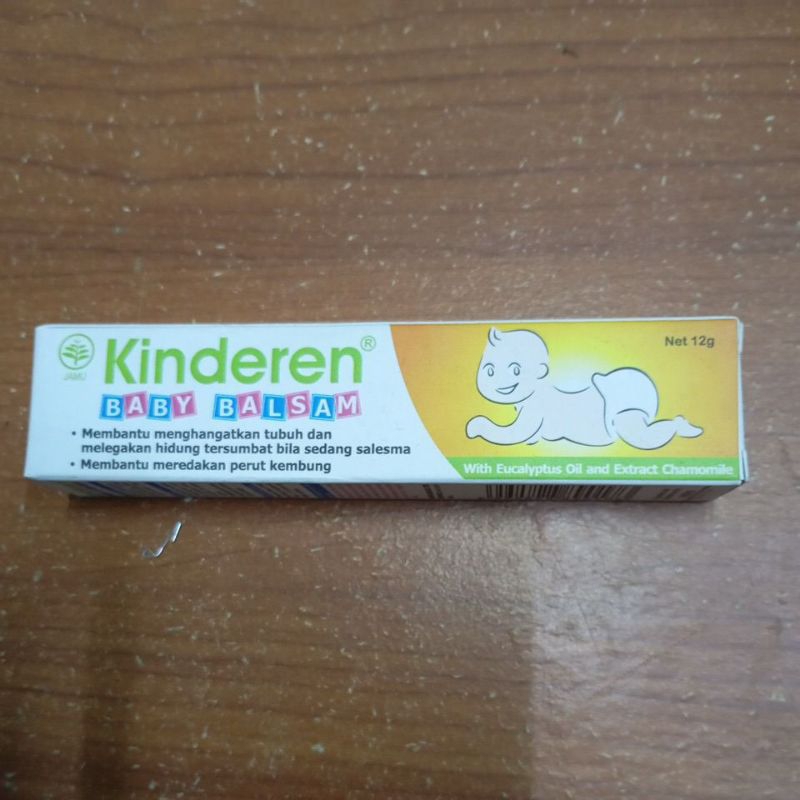 Kinderen®
JAMU
BABY BALSAM
Net 12g
• Membantu menghangatkan tubuh dan
melegakan hidung tersumbat bila sedang salesma
• Membantu meredakan perut kembung
With Eucalyptus Oil and Extract Chamomile